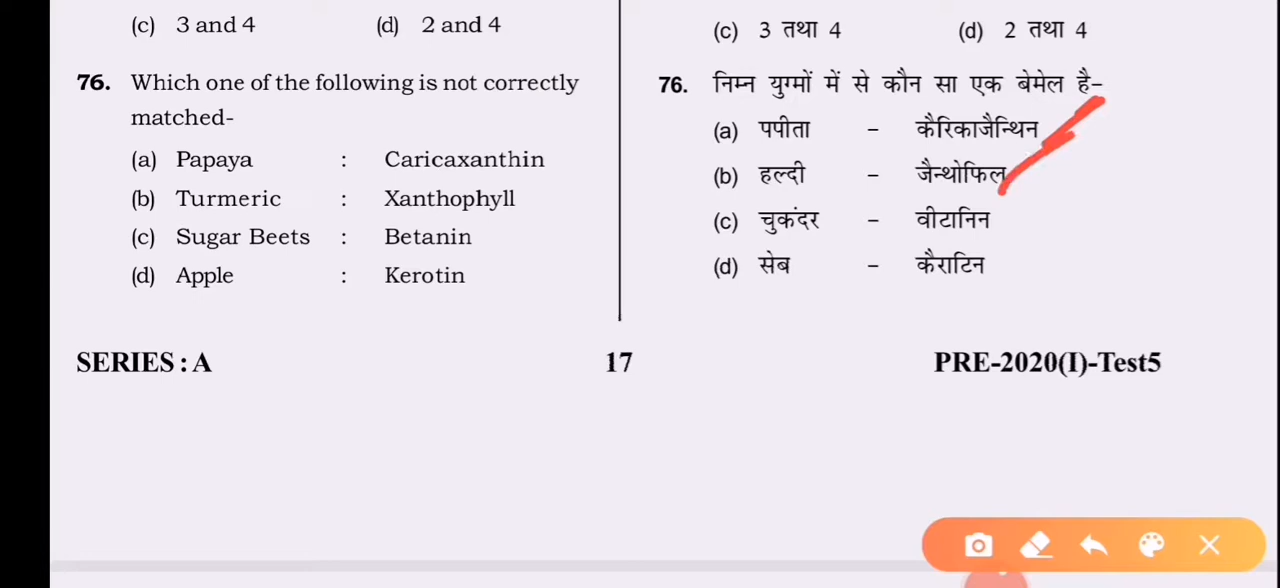 (c) 3 and 4 (d) 2 and 4
76. Which one of the following is not correctly
matched-
(a) Papaya : Caricaxanthin
(b) Turmeric : Xanthophyll
(c) Sugar Beets : Betanin
(d) Apple : Kerotin
(c) 3 तथा 4 (d) 2 तथा 4
76. निम्न युग्मों में से कौन सा एक बेमेल है-
(a) पपीता – कैरिकाजैन्थिन
(b) हल्दी – जैन्थोफिल
(c) चुकंदर – वीटानिन
(d) सेब – कैराटिन
SERIES : A 17 PRE-2020(I)-Test5